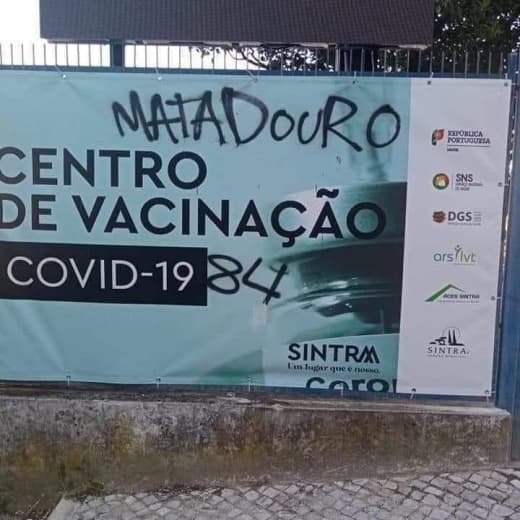 MATADOURO
CENTRO
DE VACINAÇÃO
COVID-19 84
SINTRA
Um lugar que é nosso.
REPÚBLICA
PORTUGUESA
SNS
DGS
ars lvt
ACES SINTRA
SINTRA